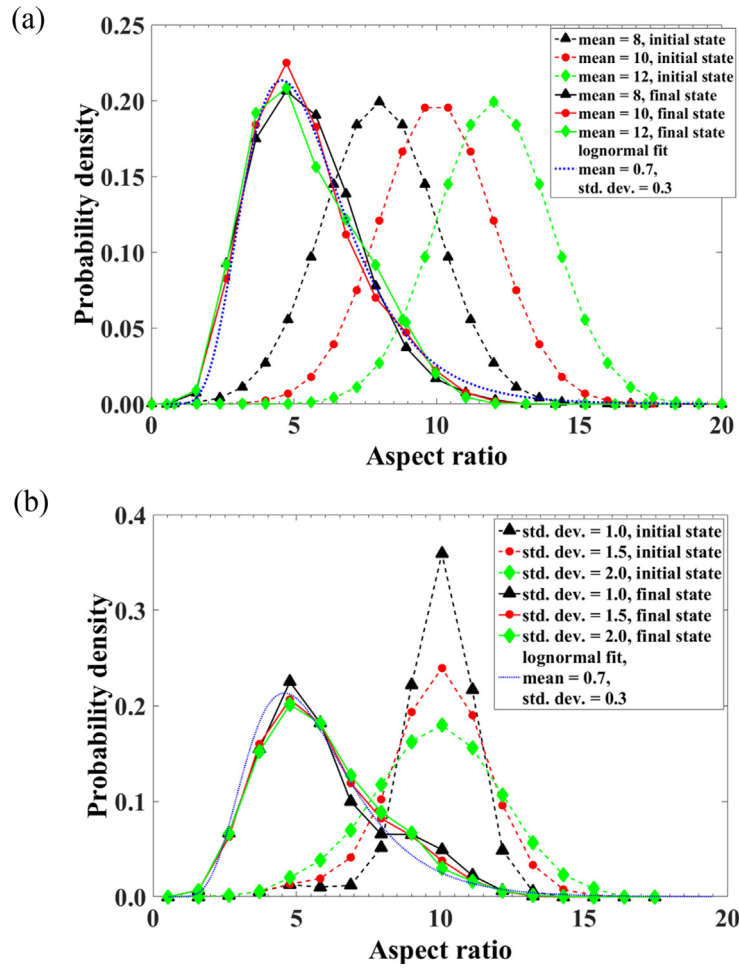 (a)
0.25
0.20
0.15
0.10
0.05
0.00
Probability density
mean = 8, initial state
mean = 10, initial state
mean = 12, initial state
mean = 8, final state
mean = 10, final state
mean = 12, final state
lognormal fit
mean = 0.7,
std. dev. = 0.3
0 5 10 15 20
Aspect ratio
(b)
0.4
0.3
0.2
0.1
0.0
Probability density
std. dev. = 1.0, initial state
std. dev. = 1.5, initial state
std. dev. = 2.0, initial state
std. dev. = 1.0, final state
std. dev. = 1.5, final state
std. dev. = 2.0, final state
lognormal fit,
mean = 0.7,
std. dev. = 0.3
0 5 10 15 20
Aspect ratio